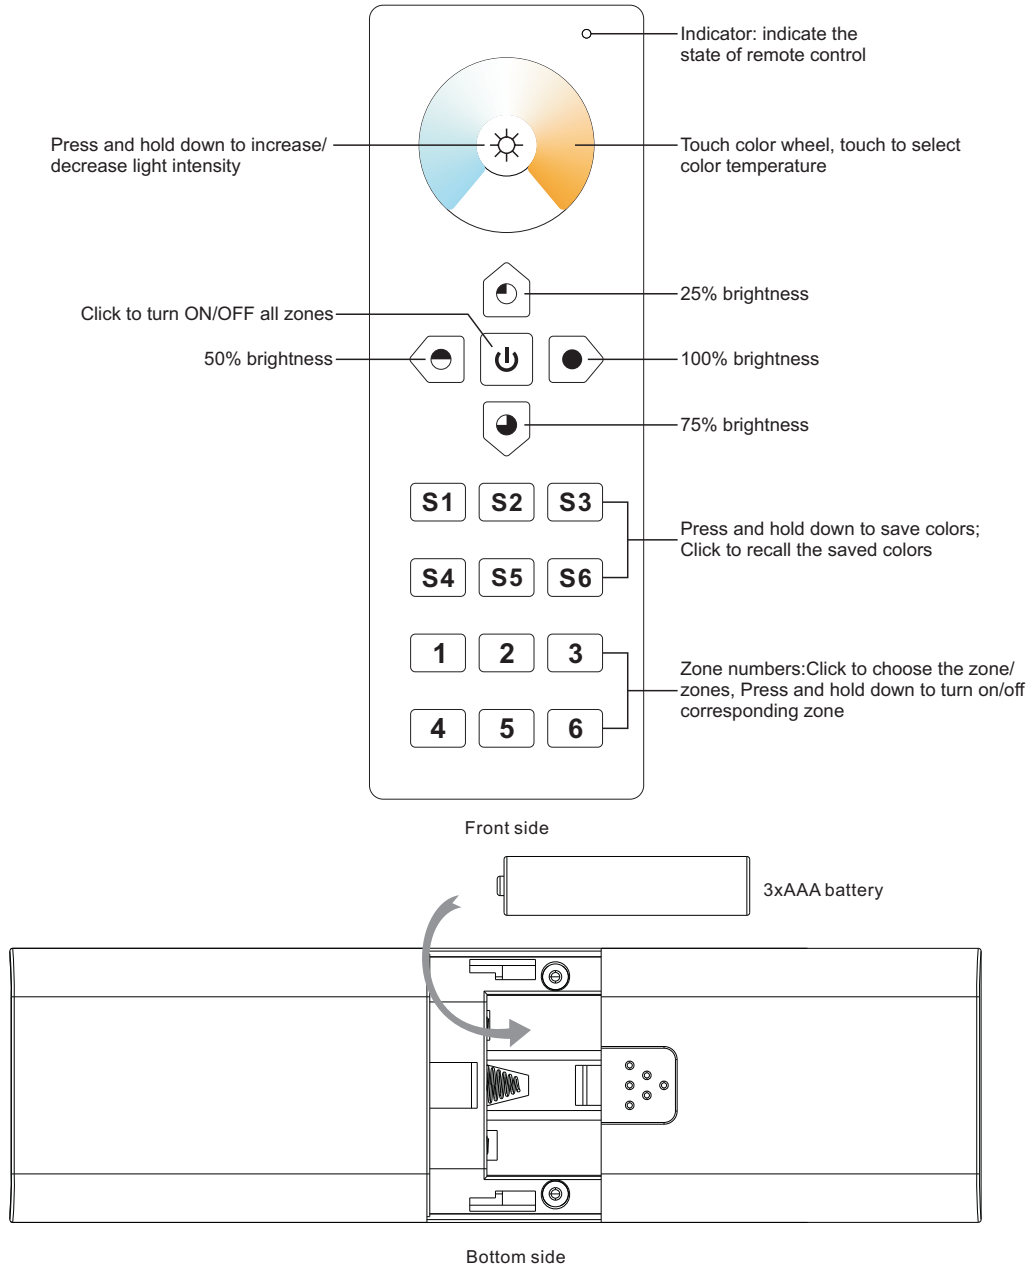 Indicator: indicate the
state of remote control
Press and hold down to increase/
decrease light intensity
Touch color wheel, touch to select
color temperature
25% brightness
Click to turn ON/OFF all zones
50% brightness
100% brightness
75% brightness
S1 S2 S3
Press and hold down to save colors;
Click to recall the saved colors
S4 S5 S6
1 2 3
Zone numbers:Click to choose the zone/
zones, Press and hold down to turn on/off
corresponding zone
4 5 6
Front side
3xAAA battery
Bottom side